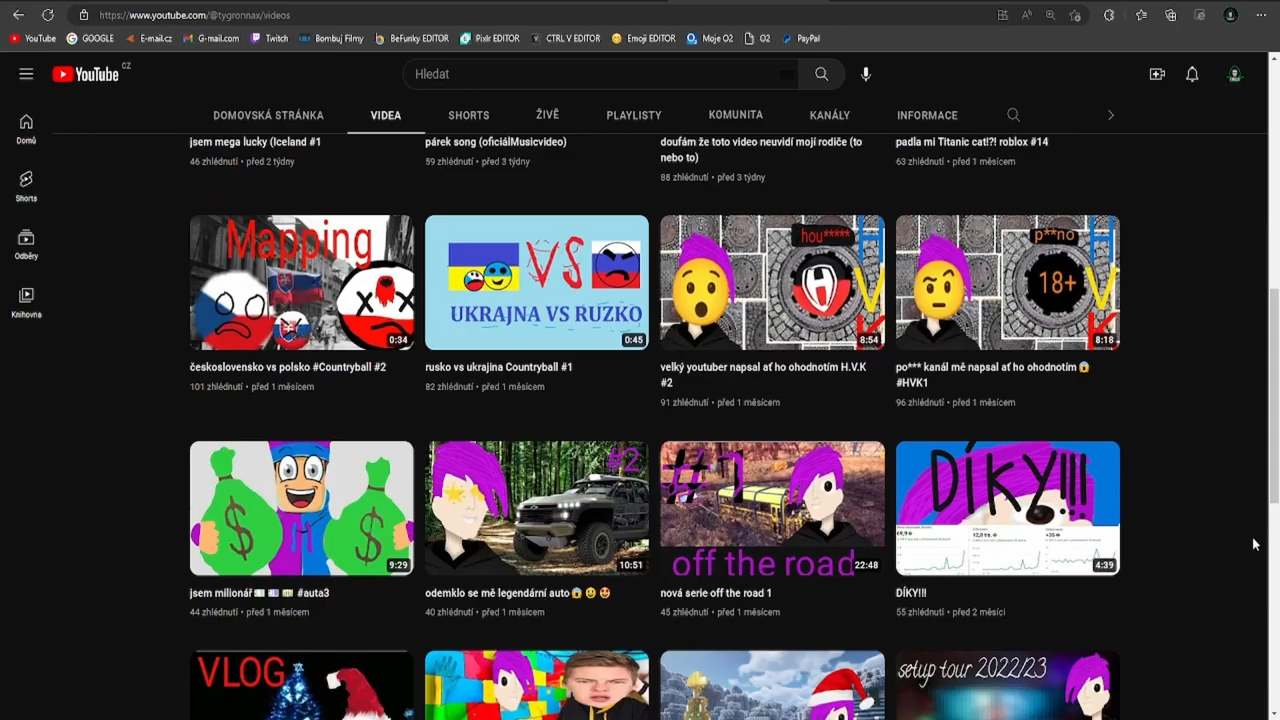 https://www.youtube.com/@tygronnax/videos
YouTube GOOGLE E-mail.cz G-mail.com Twitch Bombuj Filmy BeFunky EDITOR Pixlr EDITOR CTRL V EDITOR Emoji EDITOR Moje O2 O2 PayPal
YouTube CZ
Hledat
DOMOVSKÁ STRÁNKA VIDEA SHORTS ŽIVĚ PLAYLISTY KOMUNITA KANÁLY INFORMACE
Domů
Shorts
Odběry
Knihovna
jsem mega lucky (Iceland #1
46 zhlédnutí • před 2 týdny
párek song (oficiálMusicvideo)
59 zhlédnutí • před 3 týdny
doufám že toto video neuvidí moji rodiče (to
nebo to)
88 zhlédnutí • před 3 týdny
padla mi Titanic cat!?! roblox #14
63 zhlédnutí • před 1 měsícem
Mapping
0:34
VS
UKRAJNA VS RUZKO
0:45
hou*****
H
H
V
K
8:54
p**no
18+
H
V
K
8:18
československo vs polsko #Countryball #2
101 zhlédnutí • před 1 měsícem
rusko vs ukrajina Countryball #1
82 zhlédnutí • před 1 měsícem
velký youtuber napsal ať ho ohodnotím H.V.K
#2
91 zhlédnutí • před 1 měsícem
po*** kanál mě napsal ať ho ohodnotím😱
#HVK1
96 zhlédnutí • před 1 měsícem
$ $
9:29
#2
10:51
#1
off the road
22:48
DÍKY!!!
4:39
jsem milionář💵 💶 💴 #auta3
44 zhlédnutí • před 1 měsícem
odemklo se mě legendární auto😱😃🤩
40 zhlédnutí • před 1 měsícem
nová serie off the road 1
45 zhlédnutí • před 1 měsícem
DÍKY!!!
55 zhlédnutí • před 2 měsíci
VLOG
setup tour 2022/23